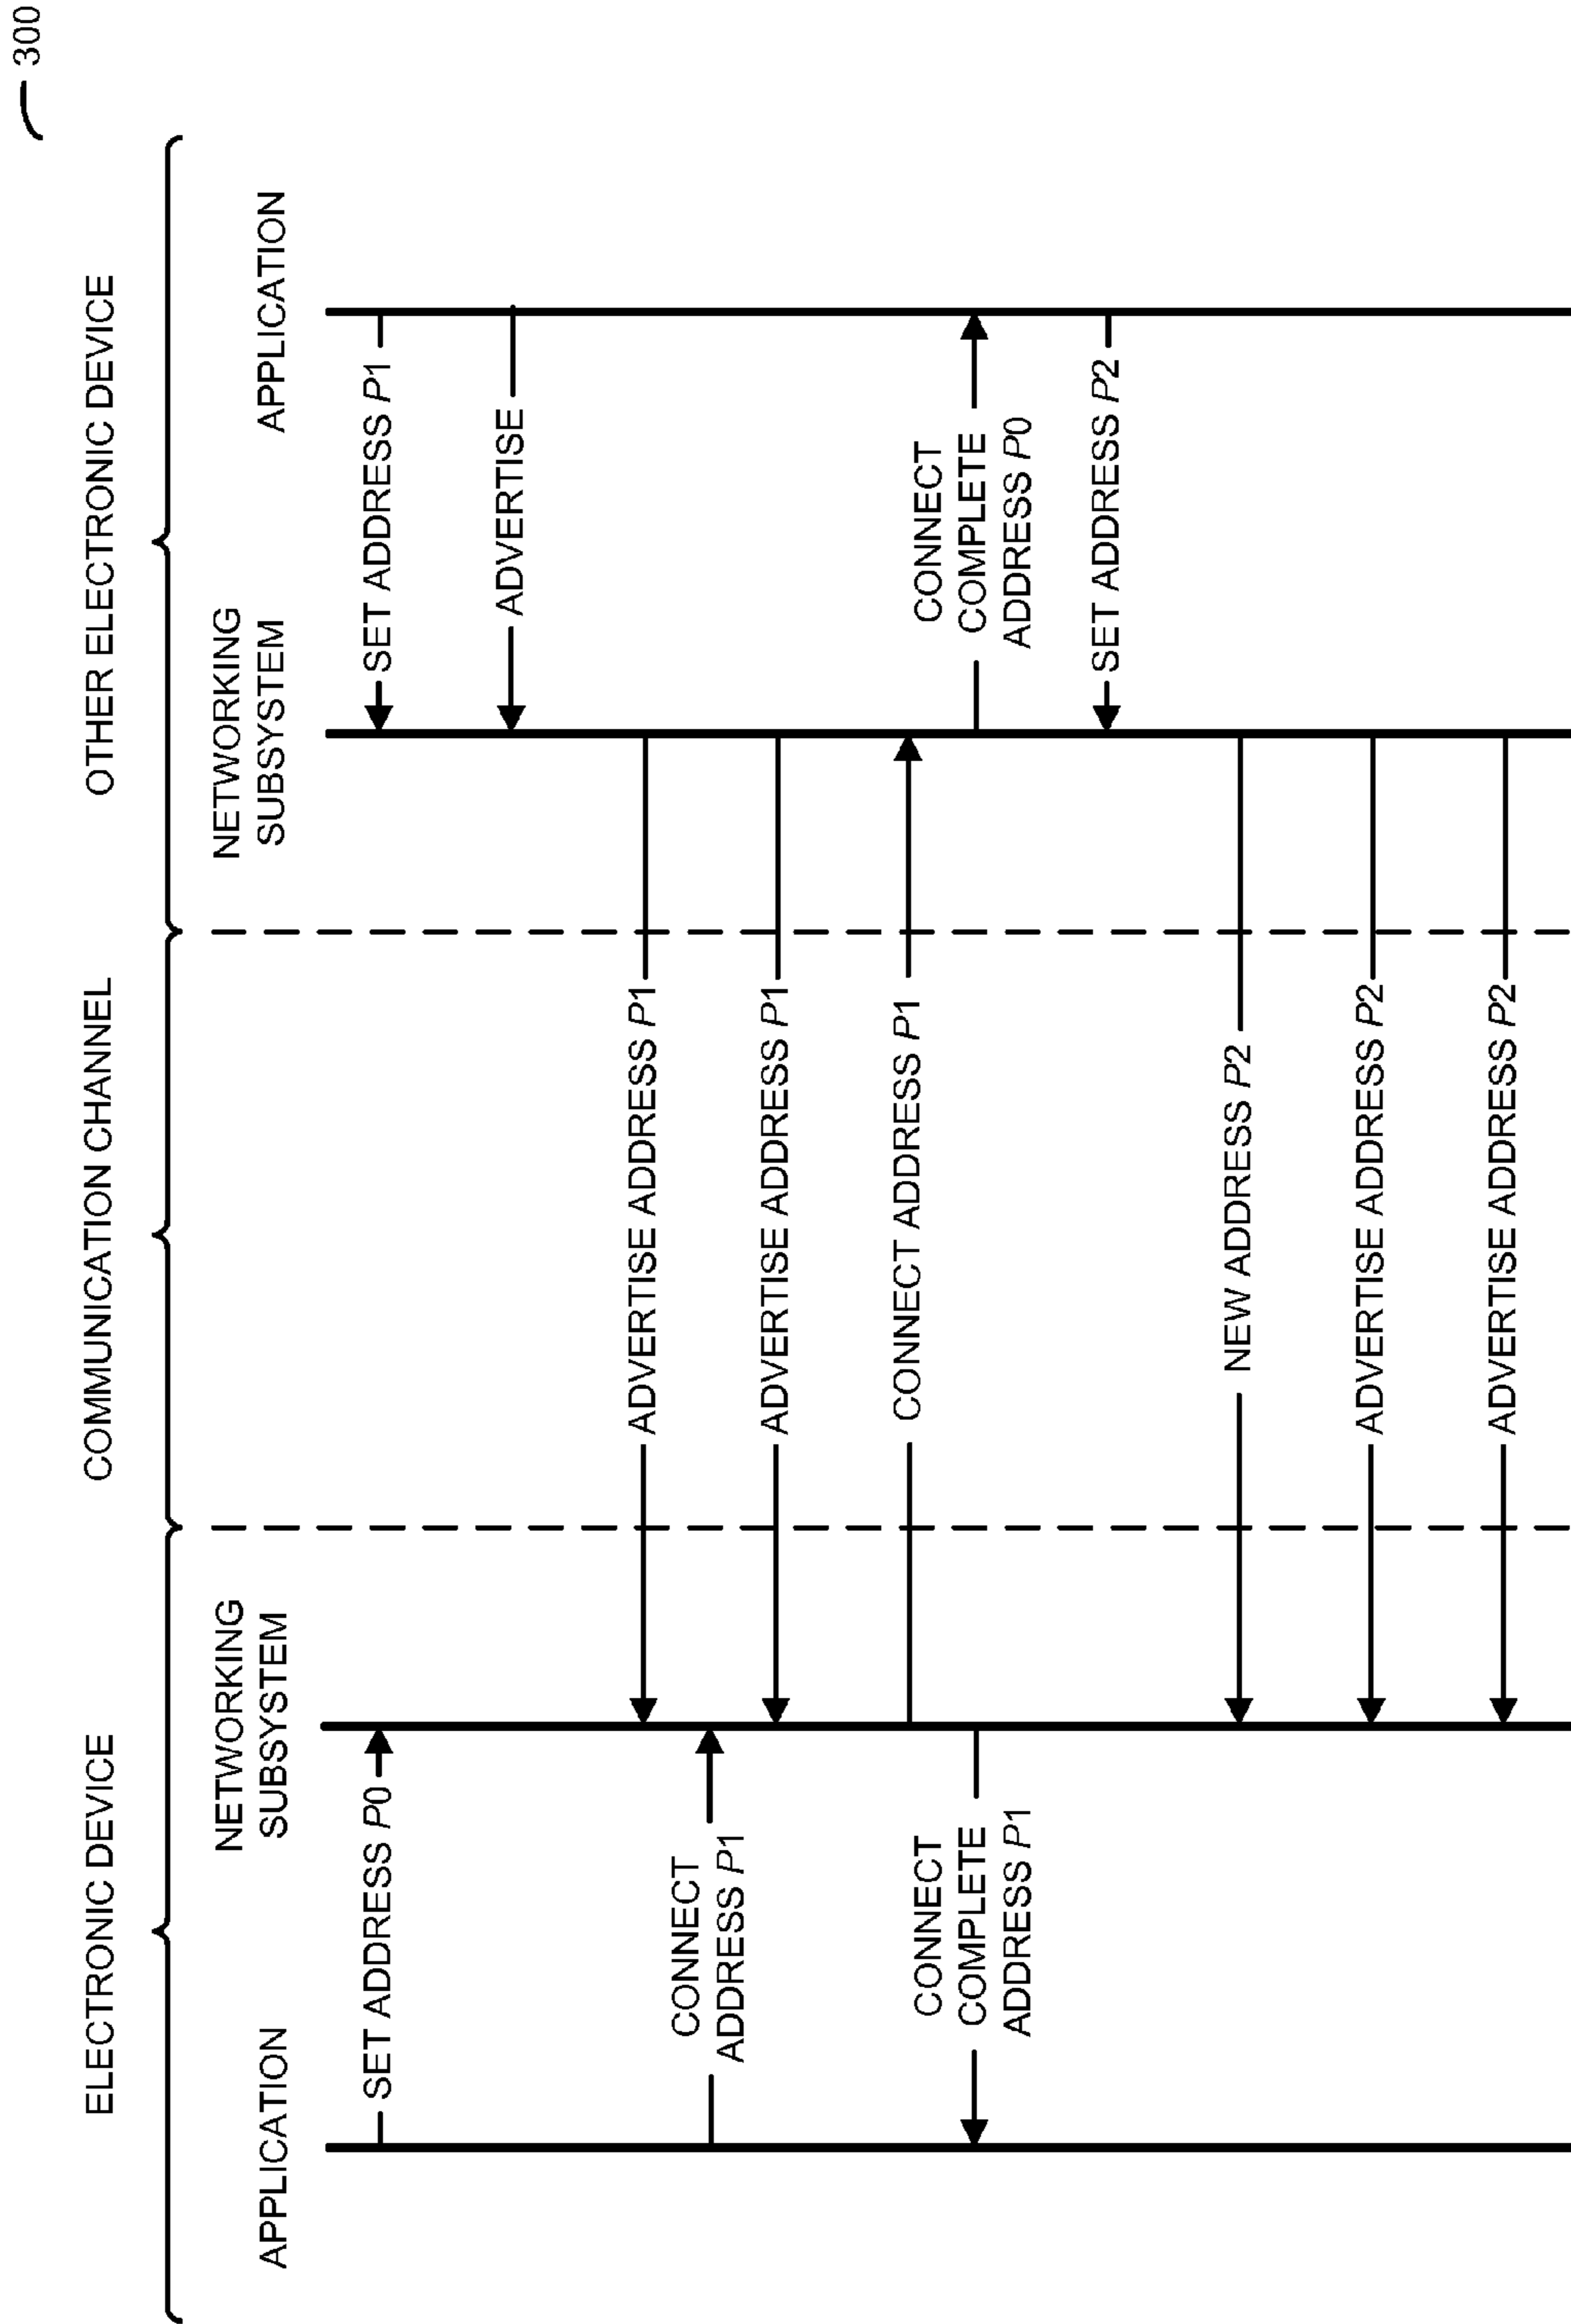 300
ELECTRONIC DEVICE
COMMUNICATION CHANNEL
OTHER ELECTRONIC DEVICE
APPLICATION
NETWORKING
SUBSYSTEM
NETWORKING
SUBSYSTEM
APPLICATION
SET ADDRESS P0
SET ADDRESS P1
ADVERTISE
ADVERTISE ADDRESS P1
CONNECT
ADDRESS P1
ADVERTISE ADDRESS P1
CONNECT ADDRESS P1
CONNECT
COMPLETE
ADDRESS P1
CONNECT
COMPLETE
ADDRESS P0
SET ADDRESS P2
NEW ADDRESS P2
ADVERTISE ADDRESS P2
ADVERTISE ADDRESS P2